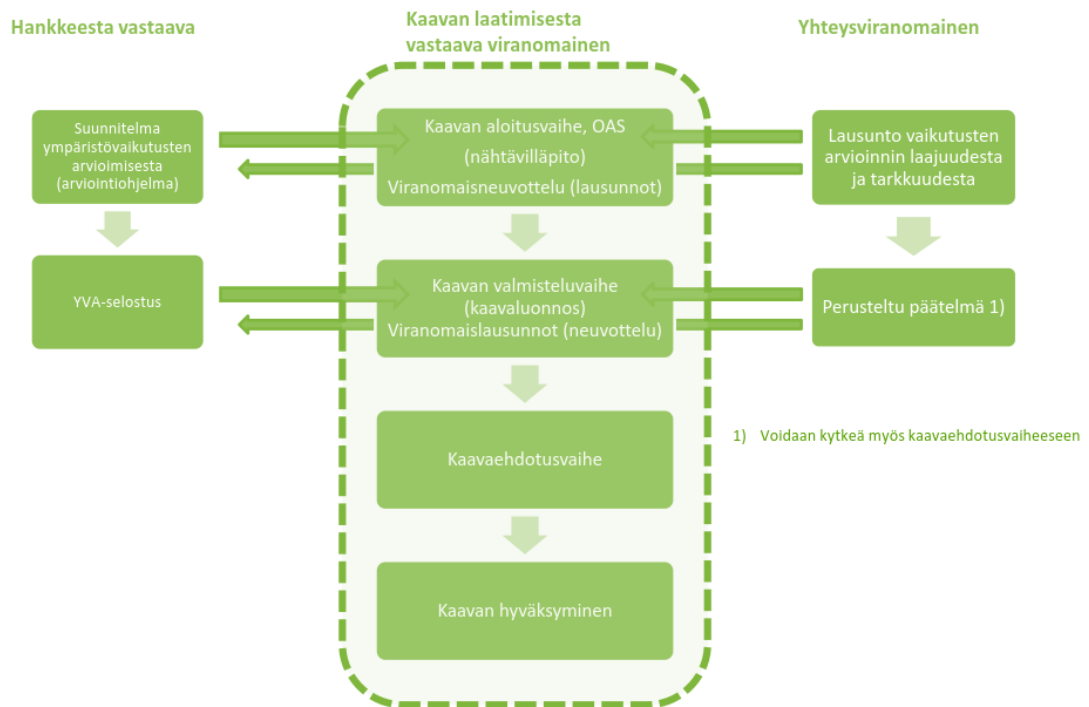 Hankkeesta vastaava
Kaavan laatimisesta
vastaava viranomainen
Yhteysviranomainen
Suunnitelma
ympäristövaikutusten
arvioimisesta
(arviointiohjelma)
Kaavan aloitusvaihe, OAS
(nähtävilläpito)
Viranomaisneuvottelu (lausunnot)
Lausunto vaikutusten
arvioinnin laajuudesta
ja tarkkuudesta
YVA-selostus
Kaavan valmisteluvaihe
(kaavaluonnos)
Viranomaislausunnot (neuvottelu)
Perusteltu päätelmä 1)
1) Voidaan kytkeä myös kaavaehdotusvaiheeseen
Kaavaehdotusvaihe
Kaavan hyväksyminen